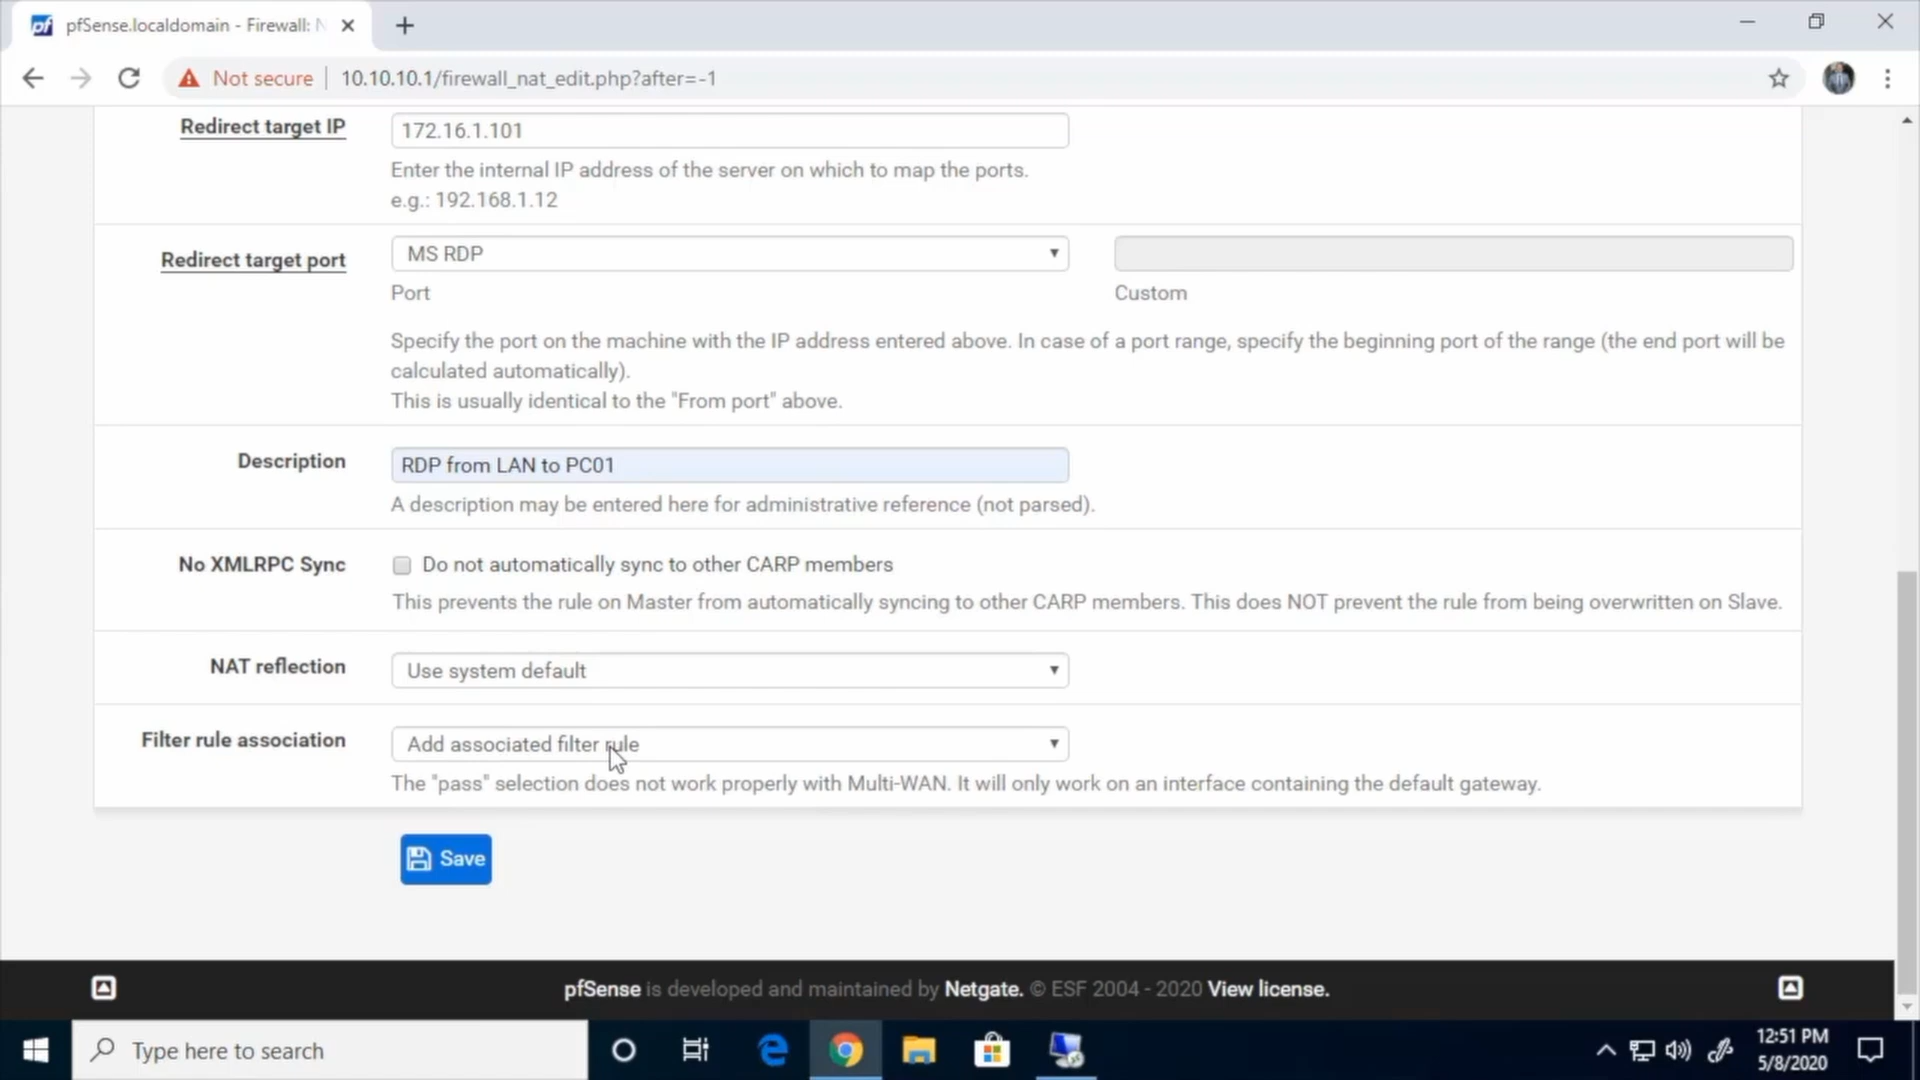 pfSense.localdomain - Firewall: N
Not secure
10.10.10.1/firewall_nat_edit.php?after=-1
Redirect target IP
172.16.1.101
Enter the internal IP address of the server on which to map the ports.
e.g.: 192.168.1.12
Redirect target port
MS RDP
Port
Custom
Specify the port on the machine with the IP address entered above. In case of a port range, specify the beginning port of the range (the end port will be
calculated automatically).
This is usually identical to the "From port" above.
Description
RDP from LAN to PC01
A description may be entered here for administrative reference (not parsed).
No XMLRPC Sync
Do not automatically sync to other CARP members
This prevents the rule on Master from automatically syncing to other CARP members. This does NOT prevent the rule from being overwritten on Slave.
NAT reflection
Use system default
Filter rule association
Add associated filter rule
The "pass" selection does not work properly with Multi-WAN. It will only work on an interface containing the default gateway.
Save
pfSense is developed and maintained by Netgate. © ESF 2004 - 2020 View license.
Type here to search
12:51 PM
5/8/2020